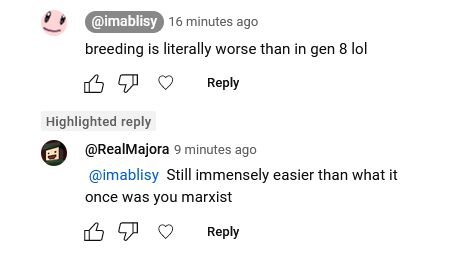 @imablisy 16 minutes ago
breeding is literally worse than in gen 8 lol
Reply
Highlighted reply
@RealMajora 9 minutes ago
@imablisy Still immensely easier than what it
once was you marxist
Reply